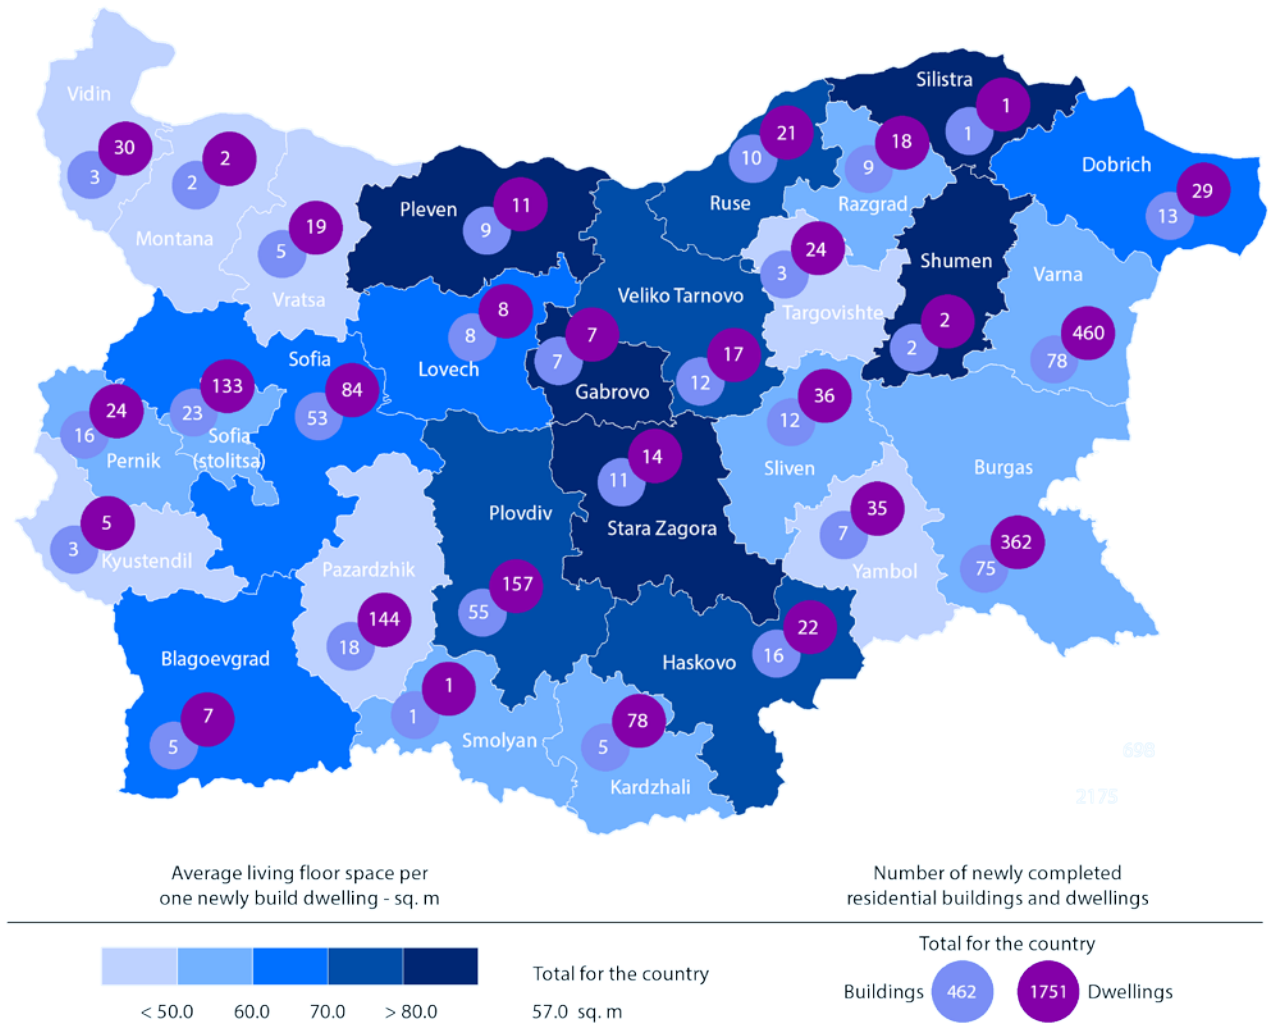 Silistra
1
1
Vidin
30
3
2
2
Montana
19
5
Vratsa
Pleven
11
9
21
10
Ruse
18
9
Razgrad
Dobrich
29
13
24
3
Targovishte
Shumen
2
2
Varna
460
78
Veliko Tarnovo
17
12
8
8
Lovech
7
7
Gabrovo
Sofia
84
53
133
23
Sofia
(stolitsa)
24
16
Pernik
36
12
Sliven
Burgas
362
75
14
11
Stara Zagora
Plovdiv
157
55
35
7
Yambol
5
3
Kyustendil
Pazardzhik
144
18
22
16
Haskovo
Blagoevgrad
7
5
1
1
Smolyan
78
5
Kardzhali
698
2175
Average living floor space per
one newly build dwelling - sq. m
Number of newly completed
residential buildings and dwellings
< 50.0 60.0 70.0 > 80.0
Total for the country
57.0 sq. m
Total for the country
Buildings 462 1751 Dwellings